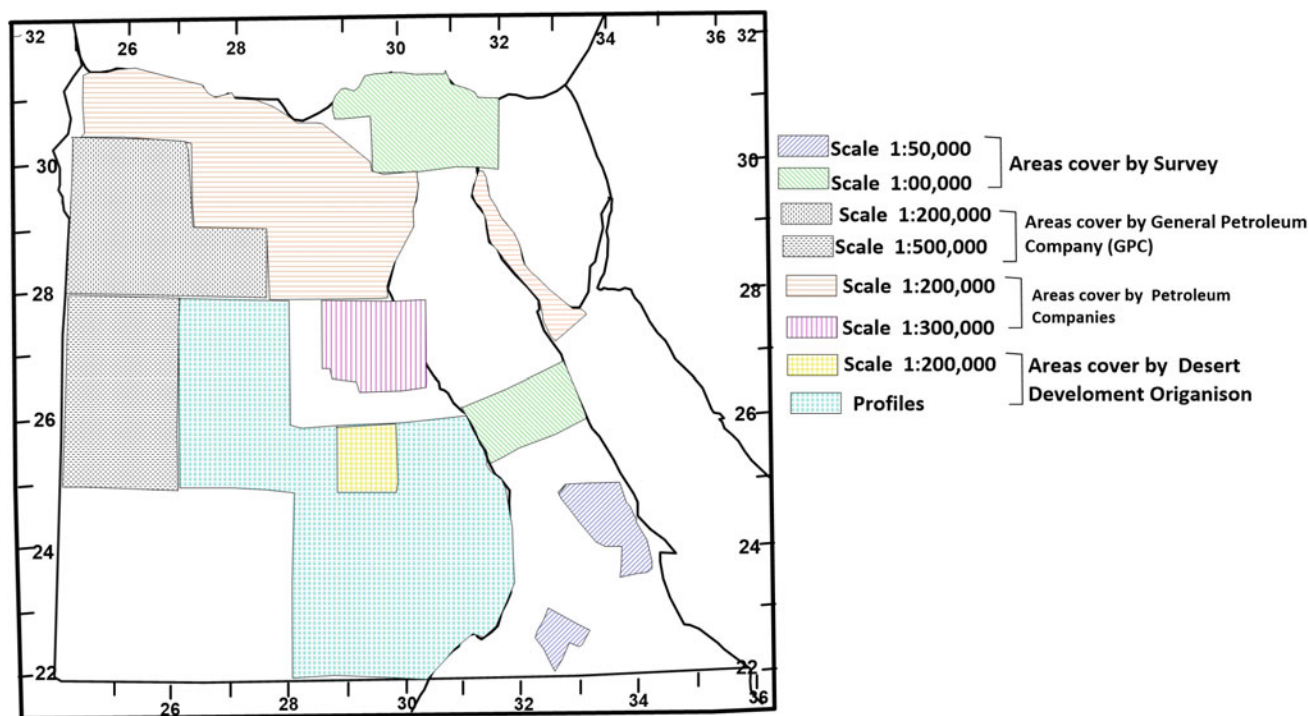 32 26 28 30 32 34 36 32
30 30
28 28
26 26
24 24
22 22
26 28 30 32 34 36
Scale 1:50,000
Scale 1:00,000
Areas cover by Survey
Scale 1:200,000
Scale 1:500,000
Areas cover by General Petroleum
Company (GPC)
Scale 1:200,000
Scale 1:300,000
Areas cover by Petroleum
Companies
Scale 1:200,000
Profiles
Areas cover by Desert
Develoment Origanison